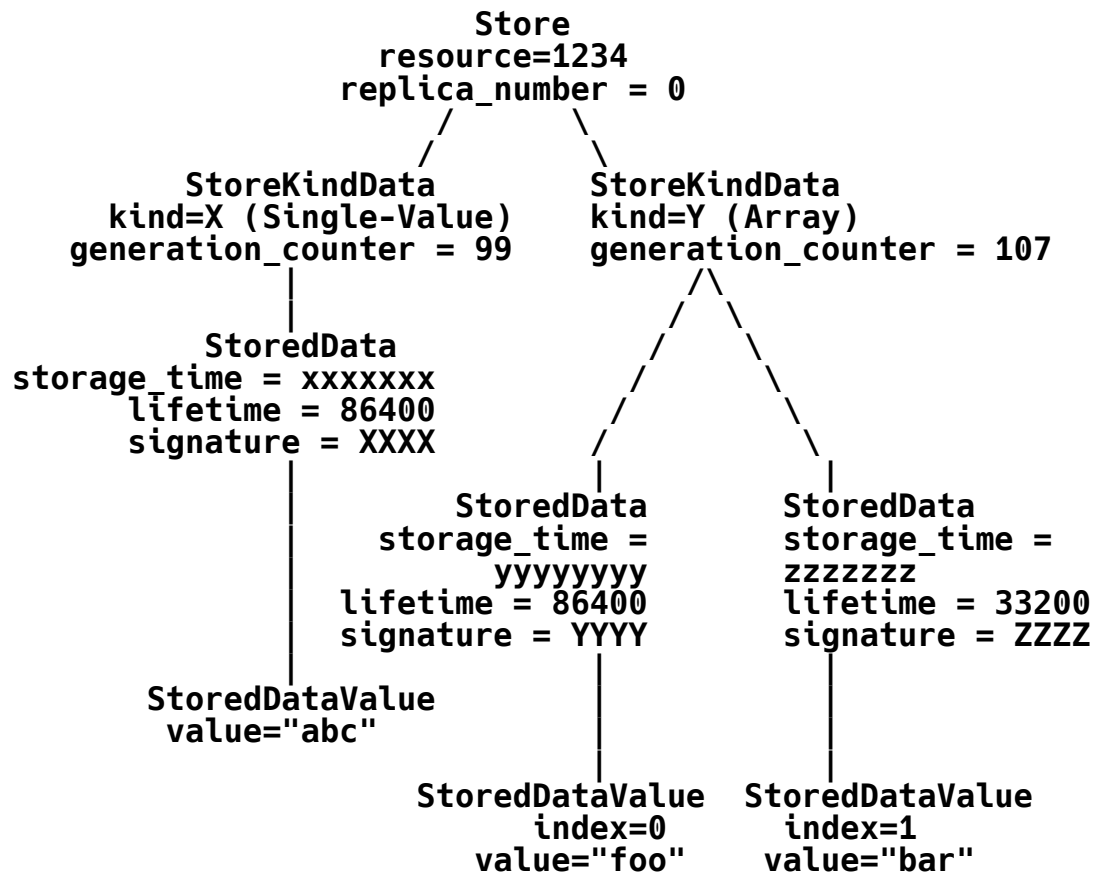 Store
resource=1234
replica_number = 0
StoreKindData
kind=X (Single-Value)
generation_counter = 99
StoreKindData
kind=Y (Array)
generation_counter = 107
StoredData
storage_time = xxxxxxx
lifetime = 86400
signature = XXXX
StoredData
storage_time =
yyyyyyyy
lifetime = 86400
signature = YYYY
StoredData
storage_time =
zzzzzzz
lifetime = 33200
signature = ZZZZ
StoredDataValue
value="abc"
StoredDataValue
index=0
value="foo"
StoredDataValue
index=1
value="bar"